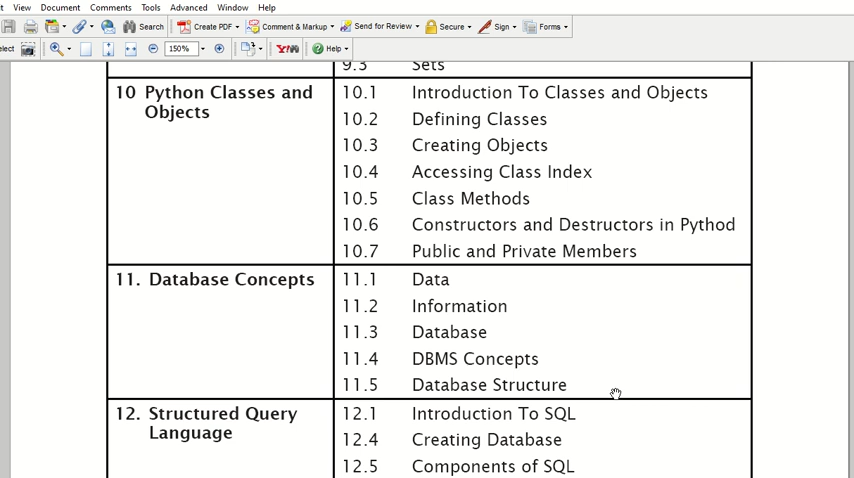 t View Document Comments Tools Advanced Window Help
Search Create PDF Comment & Markup Send for Review Secure Sign Forms
elect 150% Y! Help
9.3 Sets
10 Python Classes and Objects
10.1 Introduction To Classes and Objects
10.2 Defining Classes
10.3 Creating Objects
10.4 Accessing Class Index
10.5 Class Methods
10.6 Constructors and Destructors in Pythod
10.7 Public and Private Members
11. Database Concepts
11.1 Data
11.2 Information
11.3 Database
11.4 DBMS Concepts
11.5 Database Structure
12. Structured Query Language
12.1 Introduction To SQL
12.4 Creating Database
12.5 Components of SQL